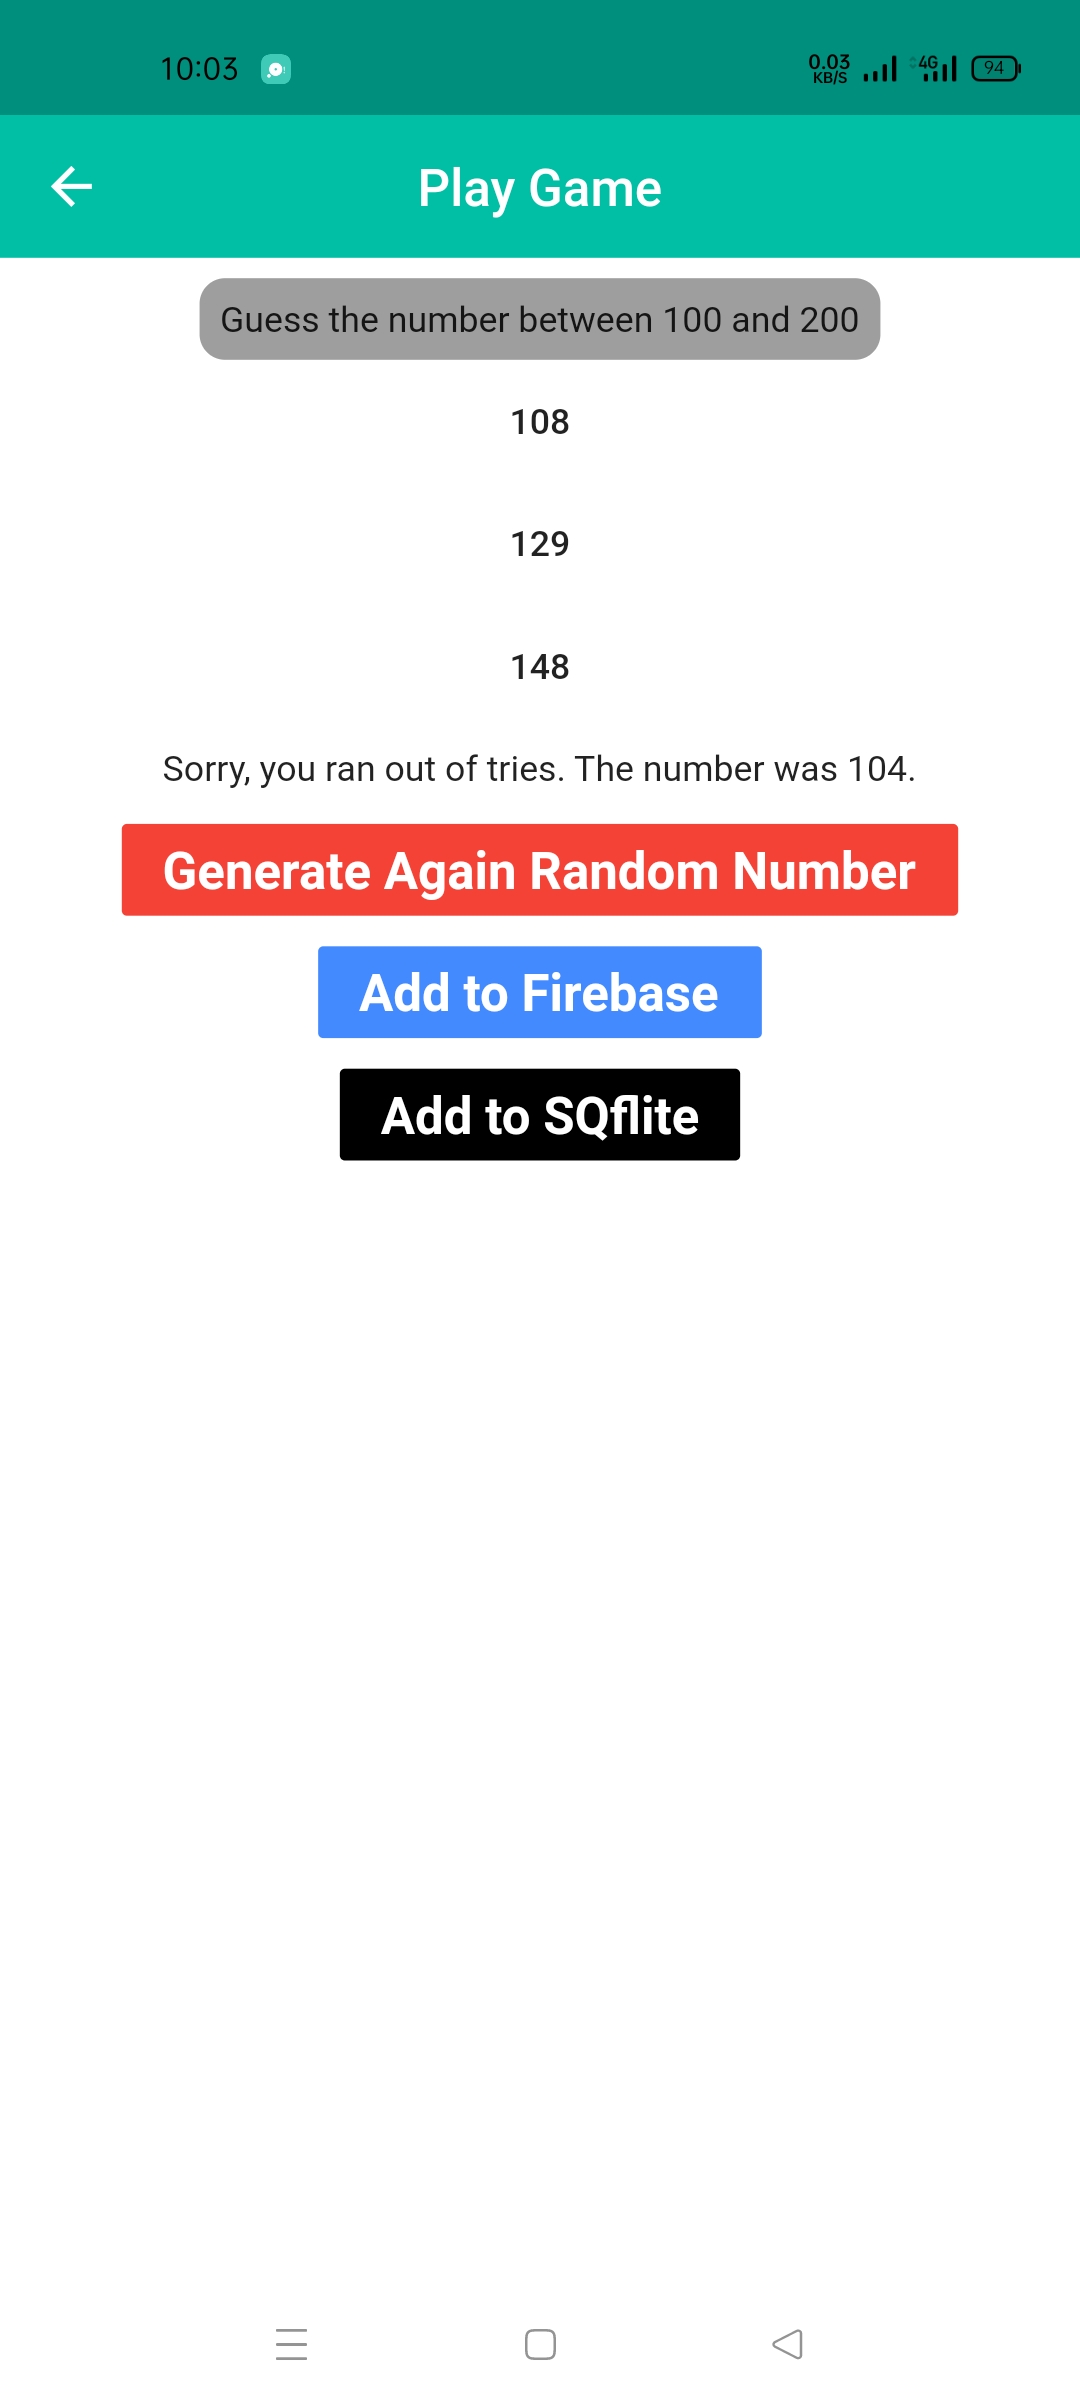 10:03
0.03
KB/S
4G
94
Play Game
Guess the number between 100 and 200
108
129
148
Sorry, you ran out of tries. The number was 104.
Generate Again Random Number
Add to Firebase
Add to SQflite